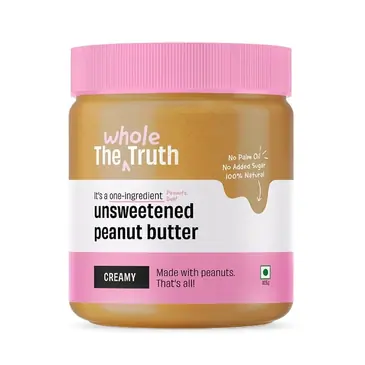 whole
The Truth
No Palm Oil
No Added Sugar
100% Natural
It's a one-ingredient
unsweetened
peanut butter
CREAMY
Made with peanuts.
That's all!